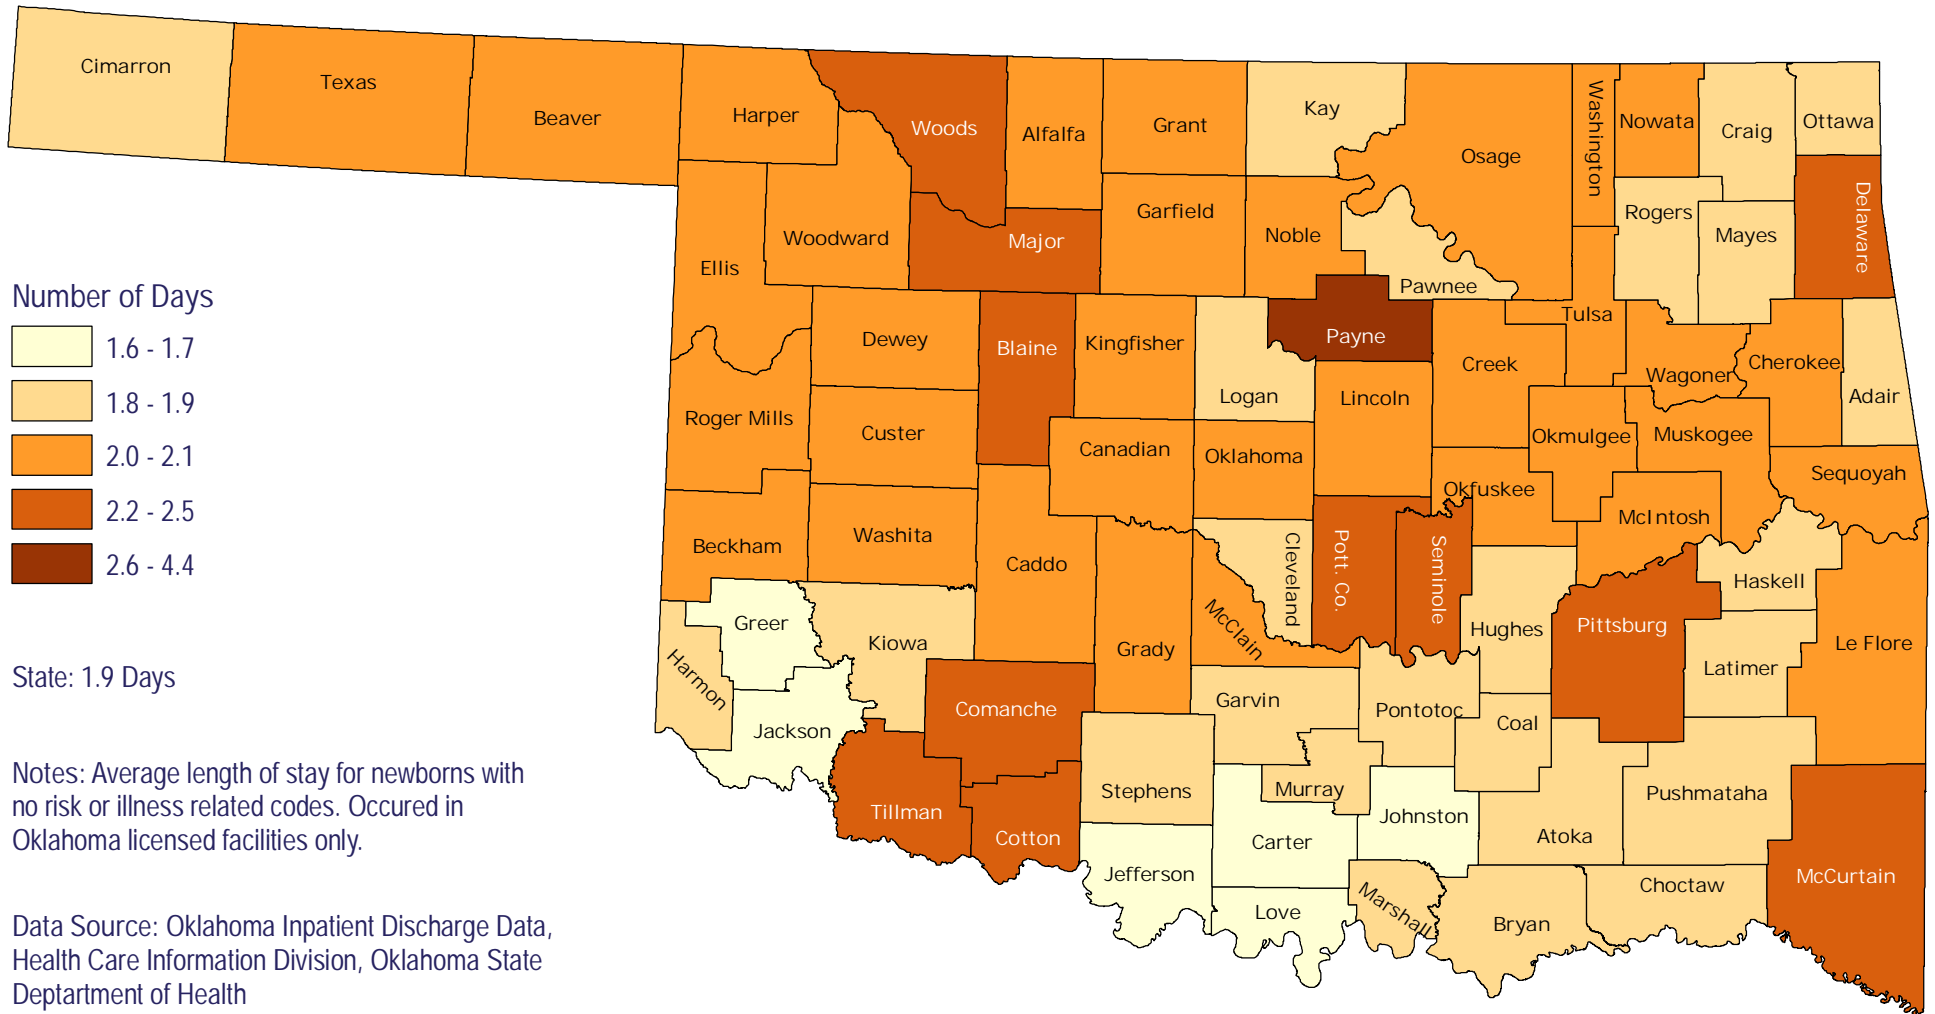 Cimarron
Texas
Beaver
Harper
Woods
Alfalfa
Grant
Kay
Osage
Washington
Nowata
Craig
Ottawa
Delaware
Rogers
Mayes
Ellis
Woodward
Major
Garfield
Noble
Pawnee
Number of Days
1.6 - 1.7
1.8 - 1.9
2.0 - 2.1
2.2 - 2.5
2.6 - 4.4
Dewey
Blaine
Kingfisher
Logan
Payne
Creek
Tulsa
Wagoner
Cherokee
Adair
Roger Mills
Custer
Canadian
Oklahoma
Lincoln
Okmulgee
Muskogee
Sequoyah
Okfuskee
McIntosh
Beckham
Washita
Caddo
Grady
McClain
Cleveland
Pott. Co.
Seminole
Hughes
Pittsburg
Haskell
Latimer
Le Flore
Greer
Kiowa
Harmon
Jackson
Comanche
Tillman
Cotton
Stephens
Garvin
Pontotoc
Coal
Murray
Johnston
Atoka
Pushmataha
McCurtain
Jefferson
Carter
Love
Marshall
Bryan
Choctaw
State: 1.9 Days
Notes: Average length of stay for newborns with
no risk or illness related codes. Occured in
Oklahoma licensed facilities only.
Data Source: Oklahoma Inpatient Discharge Data,
Health Care Information Division, Oklahoma State
Deptartment of Health